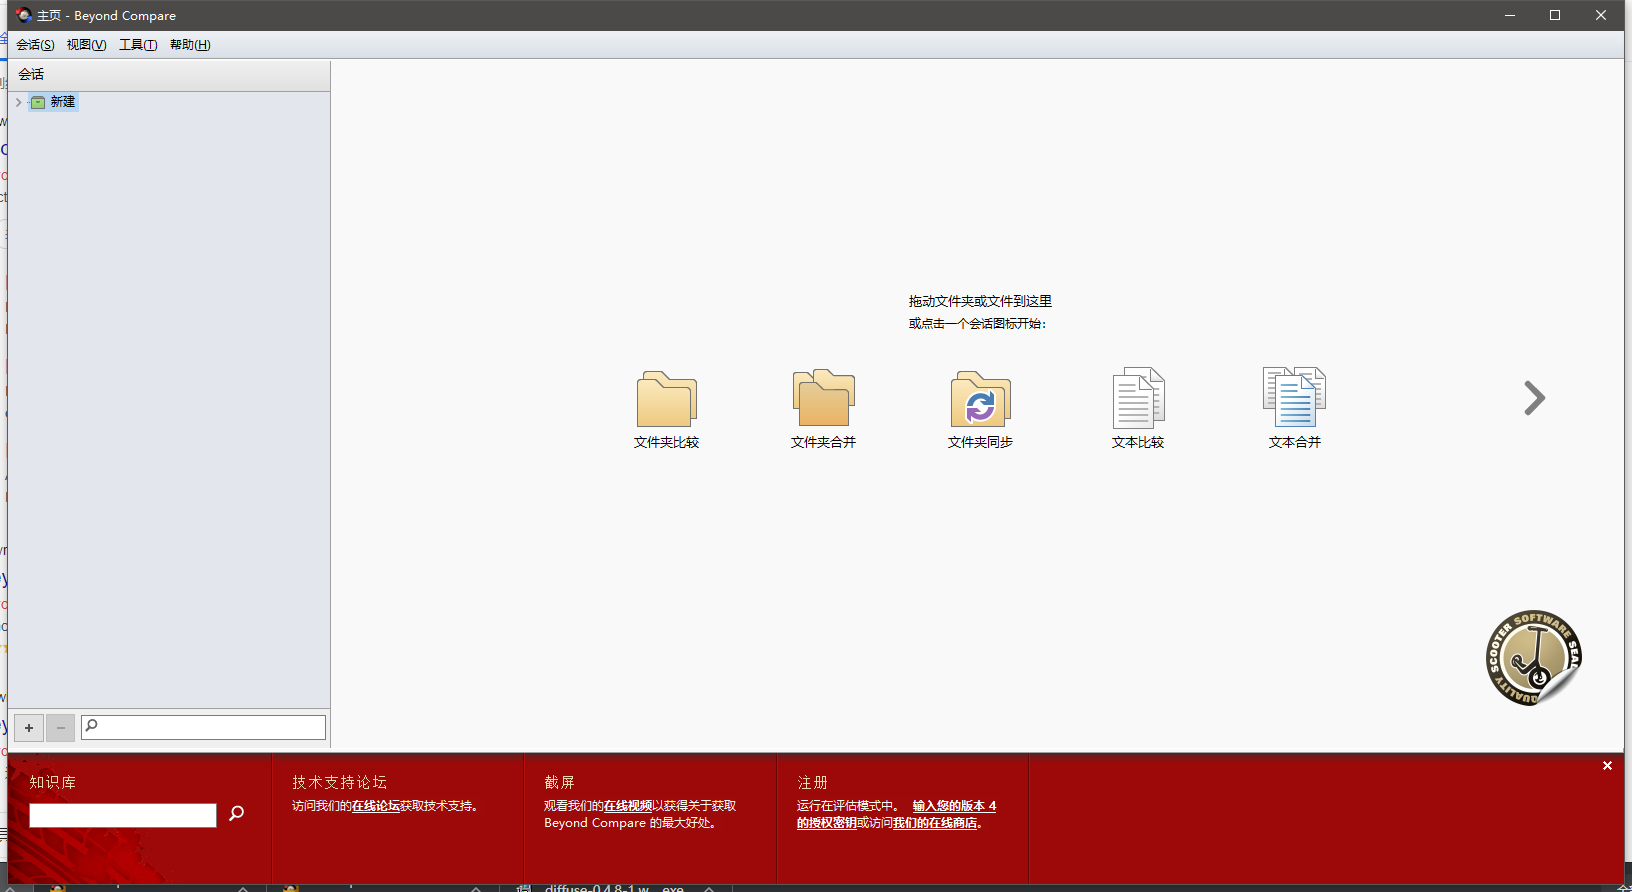 主页 - Beyond Compare
会话(S) 视图(V) 工具(T) 帮助(H)
会话
新建
拖动文件夹或文件到这里
或点击一个会话图标开始：
文件夹比较 文件夹合并 文件夹同步 文本比较 文本合并
SCOOTER SOFTWARE SEAL
QUALITY
知识库
技术支持论坛
访问我们的在线论坛获取技术支持。
截屏
观看我们的在线视频以获得关于获取
Beyond Compare 的最大好处。
注册
运行在评估模式中。 输入您的版本 4
的授权密钥或访问我们的在线商店。
diffuse-0.4.8-1.w....exe